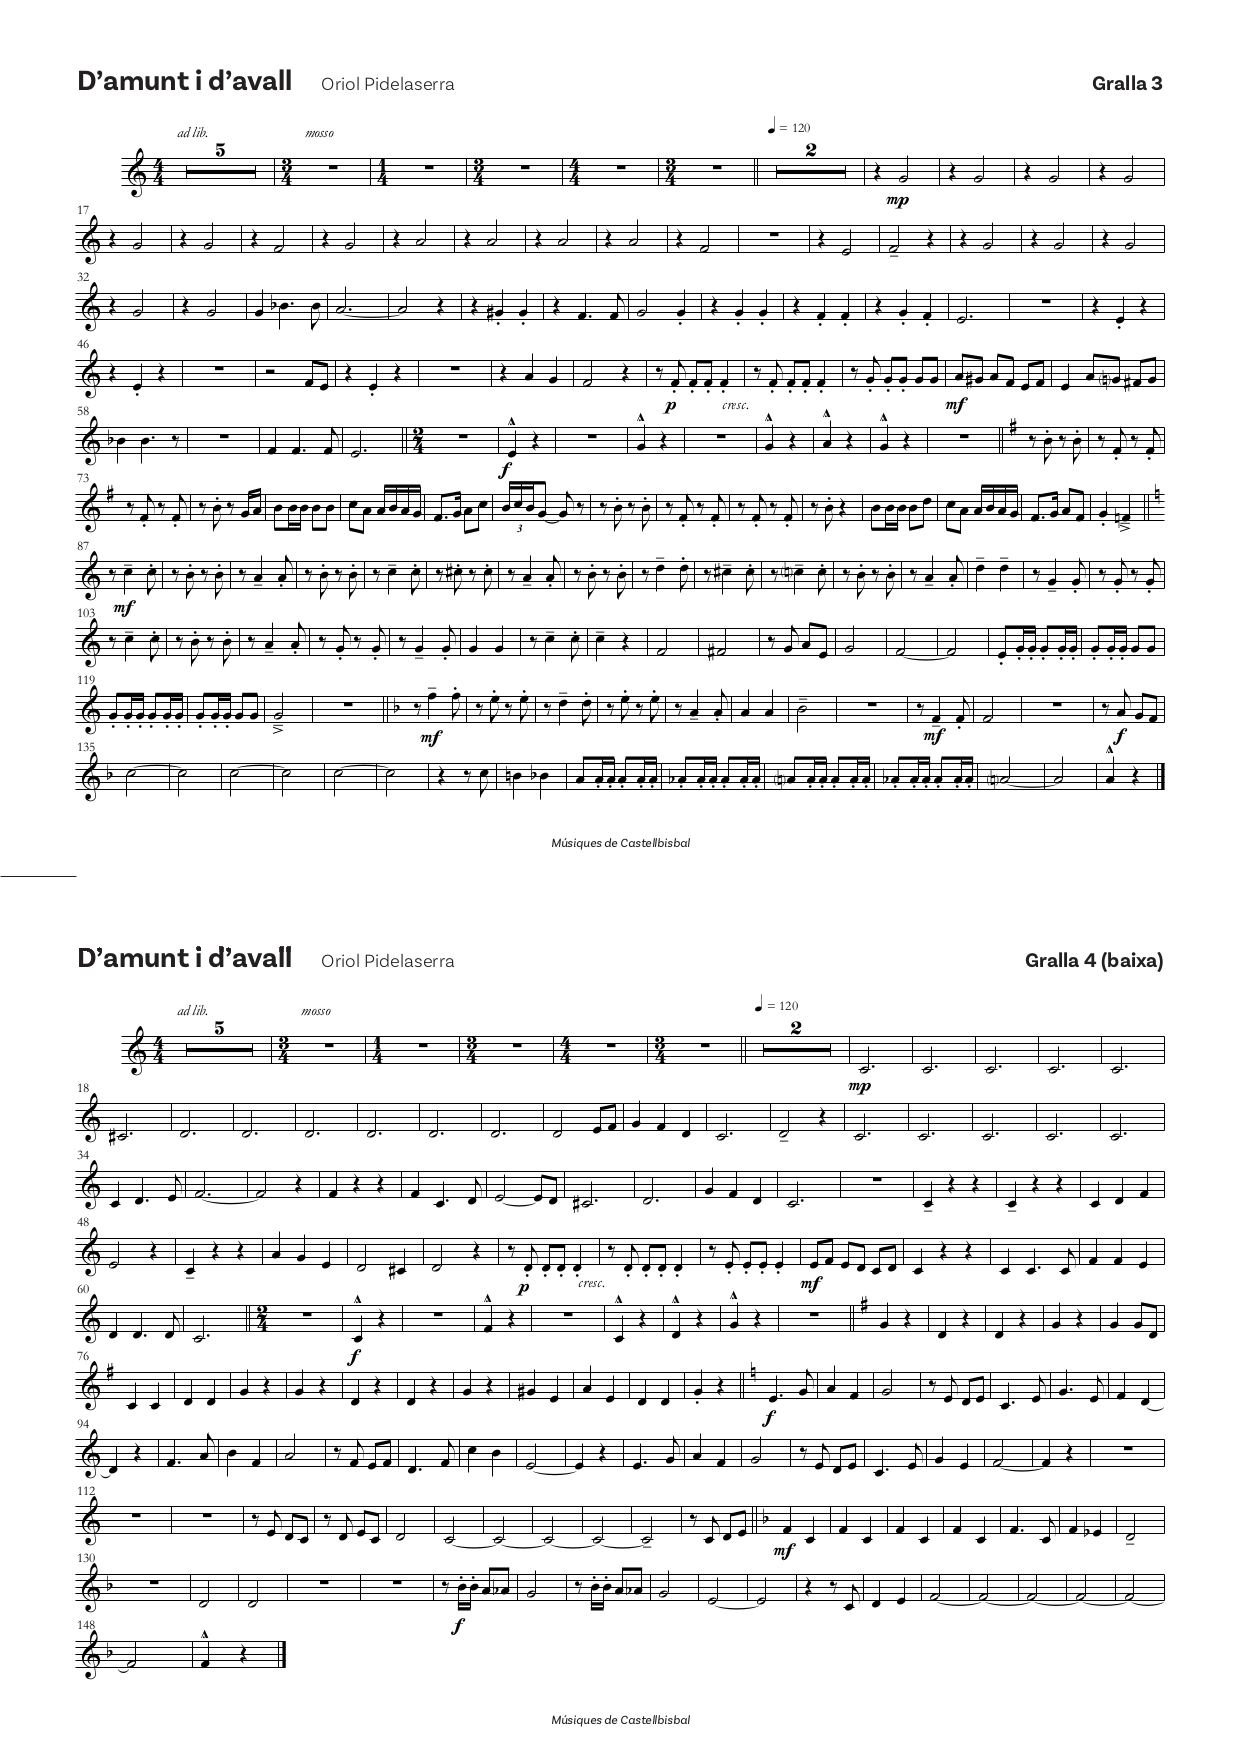 D’amunt i d’avall Oriol Pidelaserra Gralla 3
ad lib. mosso ♩ = 120
5 2
mp
17
32
46
p cresc. mf
58
f
73
3
87
mf
103
119
mf mf f
135
Músiques de Castellbisbal
D’amunt i d’avall Oriol Pidelaserra Gralla 4 (baixa)
ad lib. mosso ♩ = 120
5 2
mp
18
34
48
p cresc. mf
60
f
76
f
94
112
mf
130
f
148
Músiques de Castellbisbal